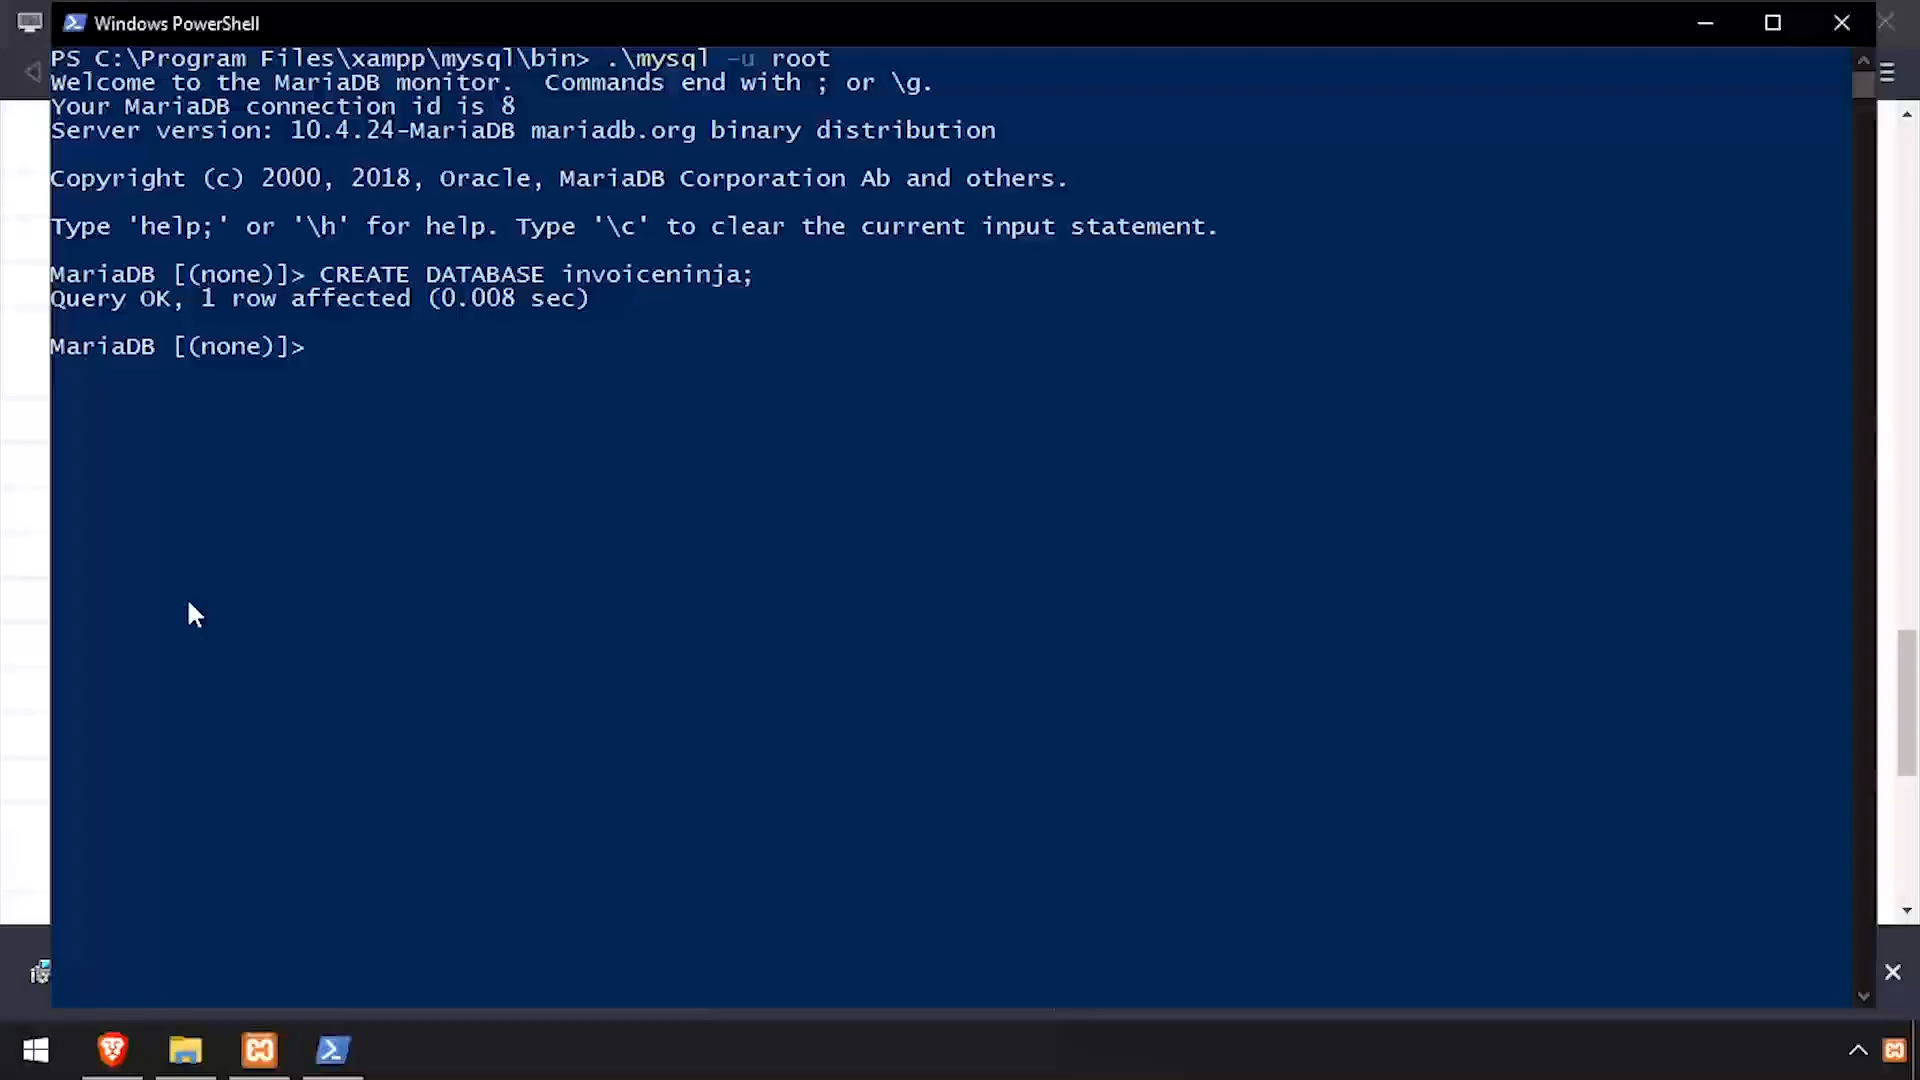 Windows PowerShell
PS C:\Program Files\xampp\mysql\bin> .\mysql -u root
Welcome to the MariaDB monitor.  Commands end with ; or \g.
Your MariaDB connection id is 8
Server version: 10.4.24-MariaDB mariadb.org binary distribution
Copyright (c) 2000, 2018, Oracle, MariaDB Corporation Ab and others.
Type 'help;' or '\h' for help. Type '\c' to clear the current input statement.
MariaDB [(none)]> CREATE DATABASE invoiceninja;
Query OK, 1 row affected (0.008 sec)
MariaDB [(none)]>